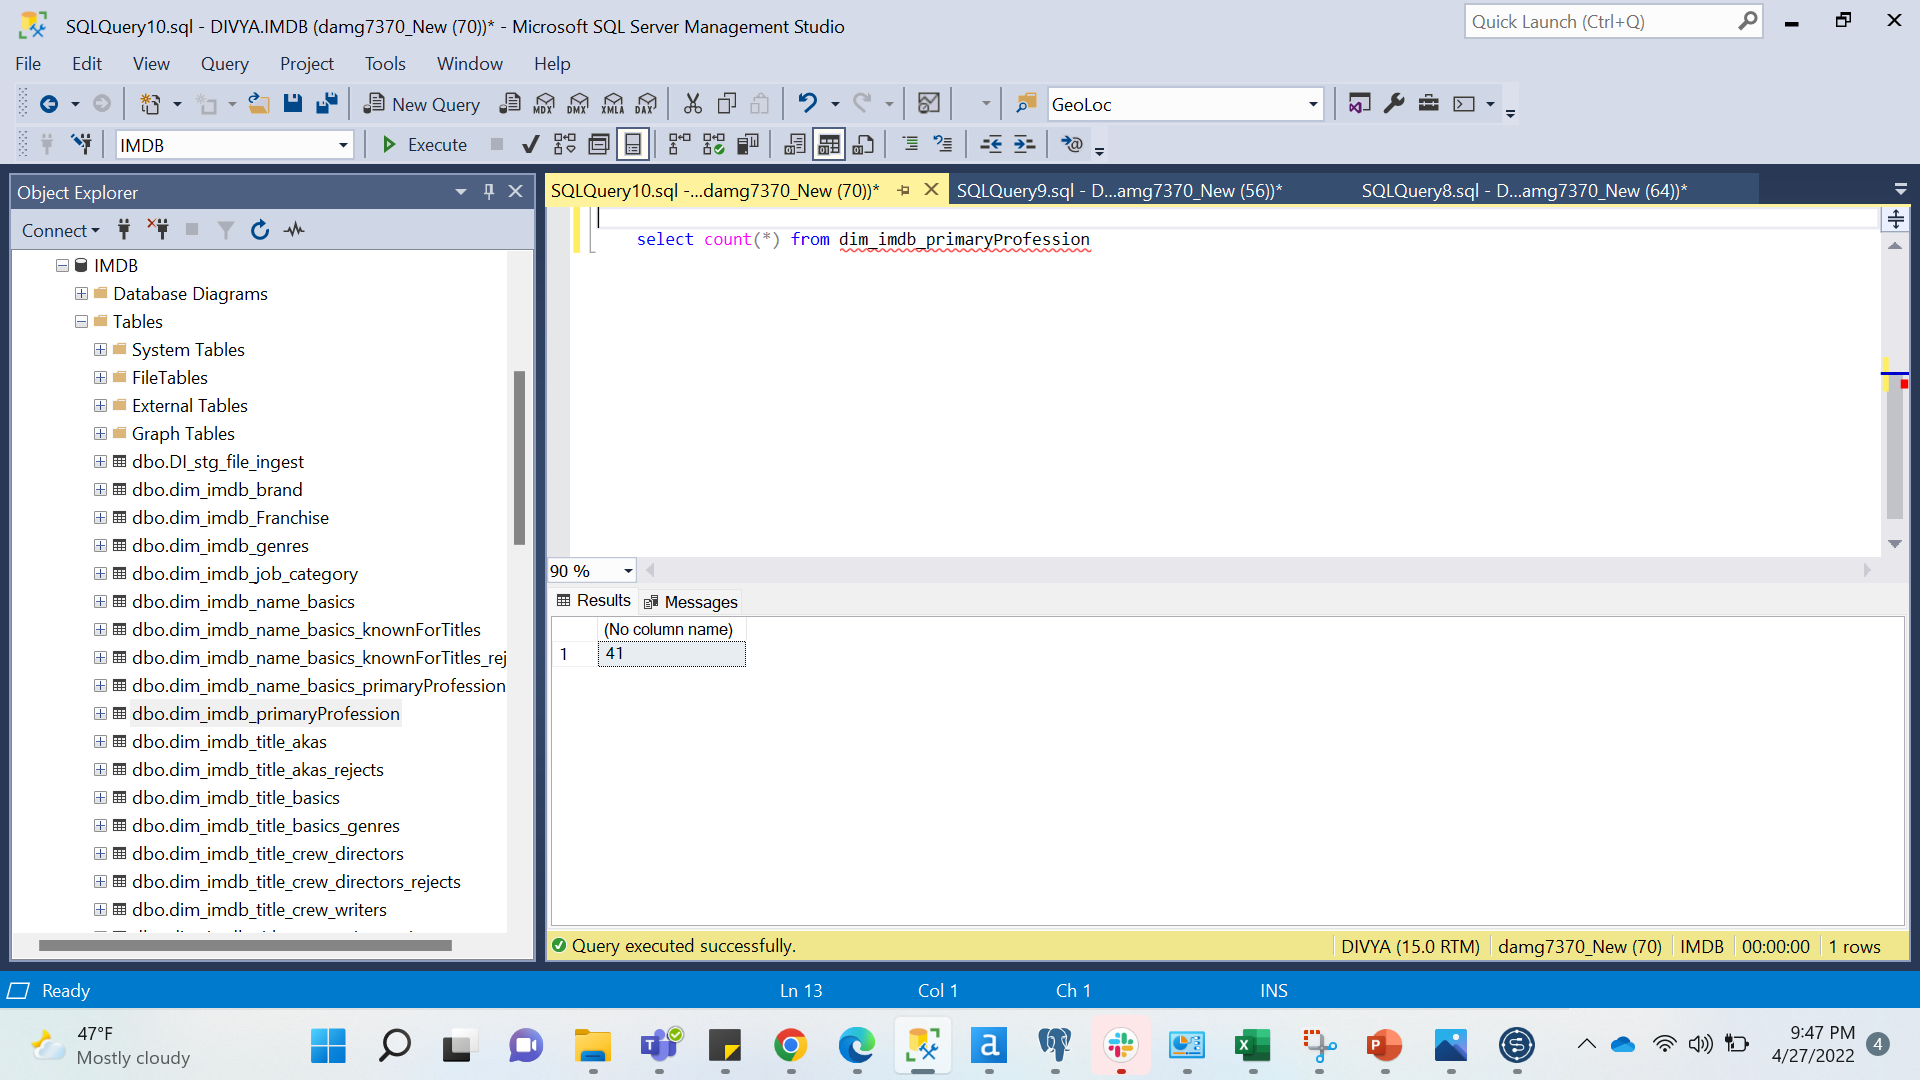 SQLQuery10.sql - DIVYA.IMDB (damg7370_New (70))* - Microsoft SQL Server Management Studio
Quick Launch (Ctrl+Q)
File Edit View Query Project Tools Window Help
New Query
MDX DMX XMLA DAX
GeoLoc
IMDB
Execute
Object Explorer
SQLQuery10.sql -...damg7370_New (70))*
SQLQuery9.sql - D...amg7370_New (56))*
SQLQuery8.sql - D...amg7370_New (64))*
Connect
select count(*) from dim_imdb_primaryProfession
IMDB
Database Diagrams
Tables
System Tables
FileTables
External Tables
Graph Tables
dbo.DI_stg_file_ingest
dbo.dim_imdb_brand
dbo.dim_imdb_Franchise
dbo.dim_imdb_genres
dbo.dim_imdb_job_category
dbo.dim_imdb_name_basics
dbo.dim_imdb_name_basics_knownForTitles
dbo.dim_imdb_name_basics_knownForTitles_rej
dbo.dim_imdb_name_basics_primaryProfession
dbo.dim_imdb_primaryProfession
dbo.dim_imdb_title_akas
dbo.dim_imdb_title_akas_rejects
dbo.dim_imdb_title_basics
dbo.dim_imdb_title_basics_genres
dbo.dim_imdb_title_crew_directors
dbo.dim_imdb_title_crew_directors_rejects
dbo.dim_imdb_title_crew_writers
90 %
Results Messages
(No column name)
1 41
Query executed successfully.
DIVYA (15.0 RTM) damg7370_New (70) IMDB 00:00:00 1 rows
Ready Ln 13 Col 1 Ch 1 INS
47°F
Mostly cloudy
9:47 PM
4/27/2022
4